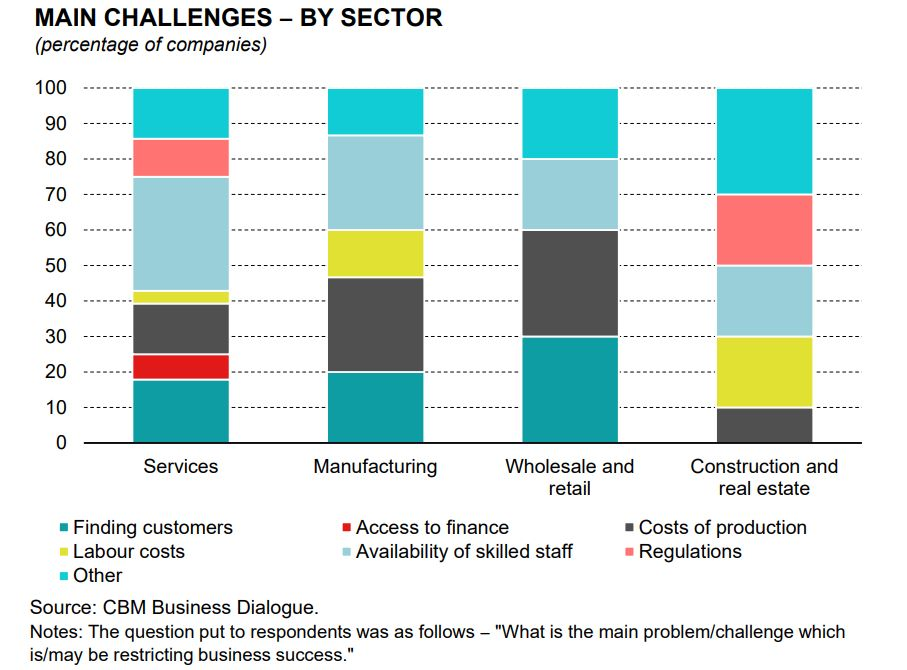 MAIN CHALLENGES – BY SECTOR
(percentage of companies)
100
90
80
70
60
50
40
30
20
10
0
Services
Manufacturing
Wholesale and
retail
Construction and
real estate
Finding customers
Access to finance
Costs of production
Labour costs
Availability of skilled staff
Regulations
Other
Source: CBM Business Dialogue.
Notes: The question put to respondents was as follows – "What is the main problem/challenge which
is/may be restricting business success."